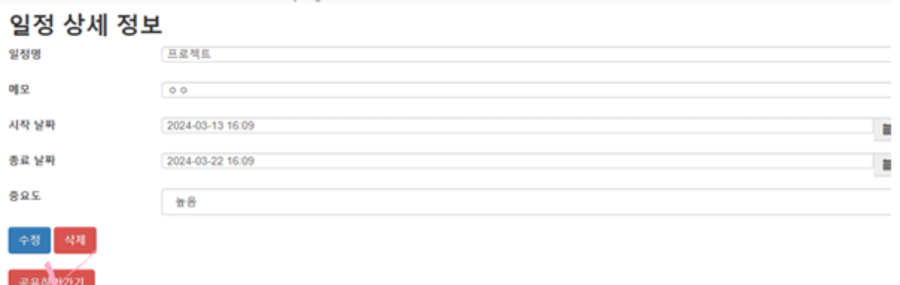 일정 상세 정보
일정명 프로젝트
메모 ㅇㅇ
시작 날짜 2024-03-13 16:09
종료 날짜 2024-03-22 16:09
중요도 높음
수정 삭제